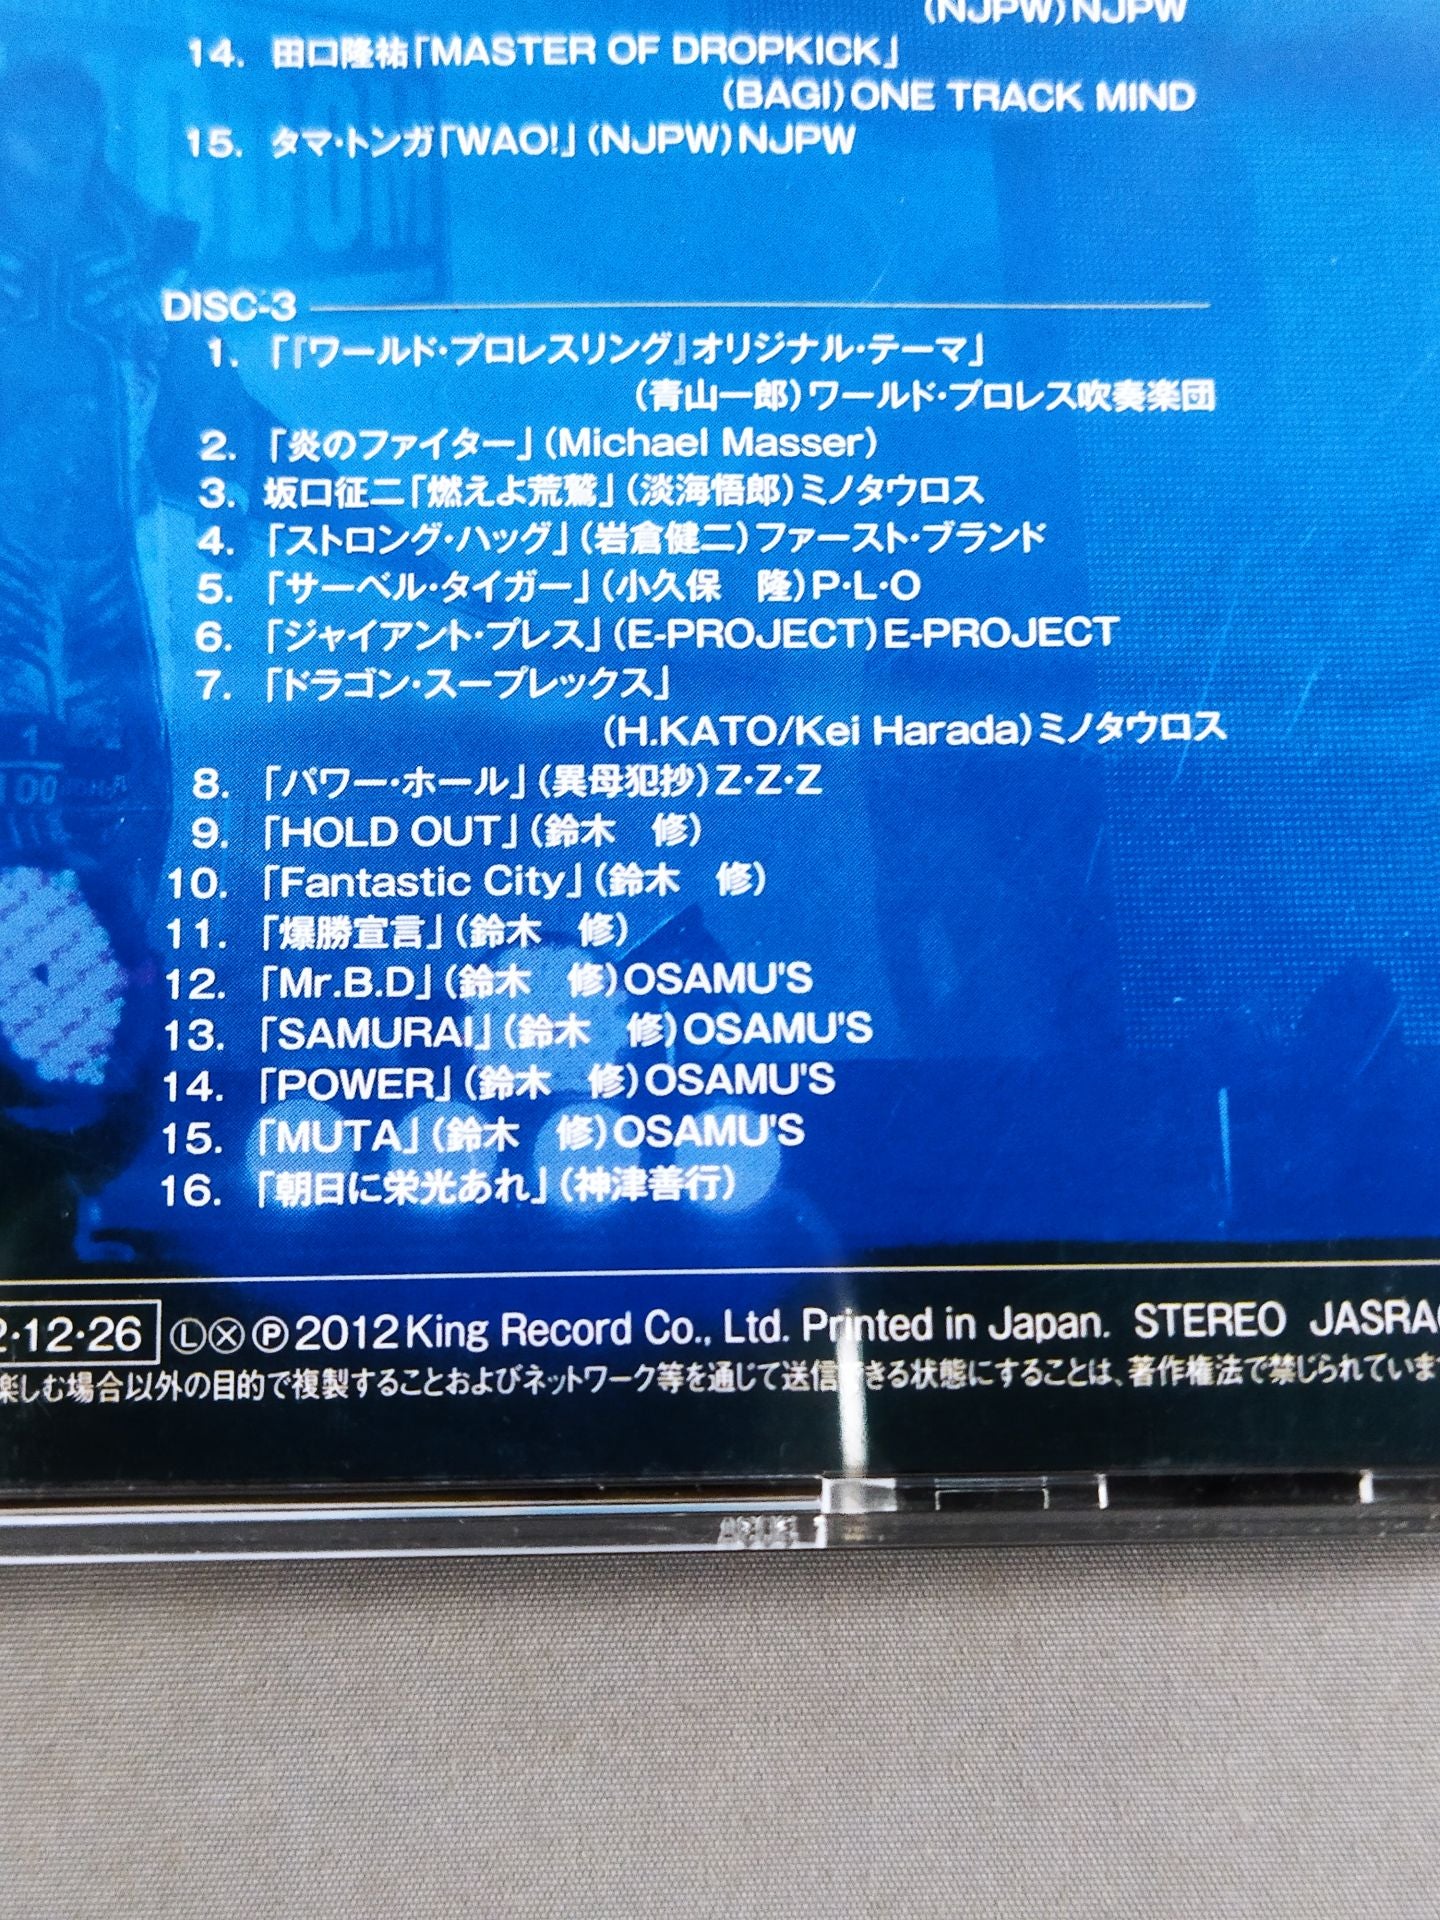 (NJPW)NJPW
14. 田口隆祐「MASTER OF DROPKICK」
(BAGI)ONE TRACK MIND
15. タマ・トンガ「WAO!」(NJPW)NJPW
DISC-3
1. 「『ワールド・プロレスリング』オリジナル・テーマ」
(青山一郎)ワールド・プロレス吹奏楽団
2. 「炎のファイター」(Michael Masser)
3. 坂口征二「燃えよ荒鷲」(淡海悟郎)ミノタウロス
4. 「ストロング・ハッグ」(岩倉健二)ファースト・ブランド
5. 「サーベル・タイガー」(小久保　隆)P・L・O
6. 「ジャイアント・プレス」(E-PROJECT)E-PROJECT
7. 「ドラゴン・スープレックス」
(H.KATO/Kei Harada)ミノタウロス
8. 「パワー・ホール」(異母犯抄)Z・Z・Z
9. 「HOLD OUT」(鈴木　修)
10. 「Fantastic City」(鈴木　修)
11. 「爆勝宣言」(鈴木　修)
12. 「Mr.B.D」(鈴木　修)OSAMU'S
13. 「SAMURAI」(鈴木　修)OSAMU'S
14. 「POWER」(鈴木　修)OSAMU'S
15. 「MUTA」(鈴木　修)OSAMU'S
16. 「朝日に栄光あれ」(神津善行)
2・12・26 Ⓛ Ⓧ Ⓟ 2012 King Record Co., Ltd. Printed in Japan. STEREO JASRA
楽しむ場合以外の目的で複製することおよびネットワーク等を通じて送信できる状態にすることは、著作権法で禁じられています